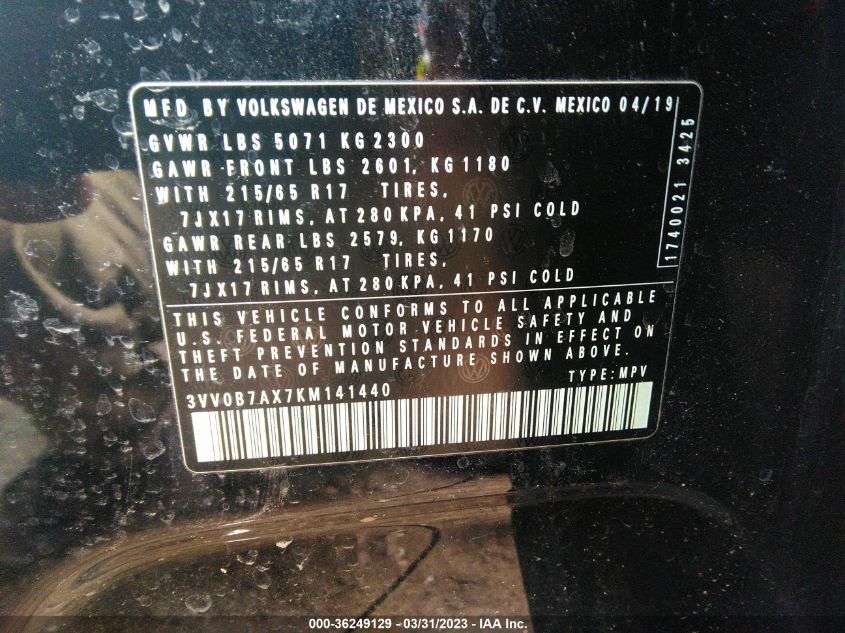 MFD. BY VOLKSWAGEN DE MEXICO S.A. DE C.V. MEXICO 04/19
GVWR LBS 5071 KG 2300
GAWR FRONT LBS 2601, KG 1180
WITH 215/65 R17 TIRES,
7JX17 RIMS, AT 280 KPA, 41 PSI COLD
GAWR REAR LBS 2579, KG 1170
WITH 215/65 R17 TIRES,
7JX17 RIMS, AT 280 KPA, 41 PSI COLD
1740021 3425
THIS VEHICLE CONFORMS TO ALL APPLICABLE
U.S. FEDERAL MOTOR VEHICLE SAFETY AND
THEFT PREVENTION STANDARDS IN EFFECT ON
THE DATE OF MANUFACTURE SHOWN ABOVE.
3VV0B7AX7KM141440 TYPE: MPV
000-36249129 - 03/31/2023 - IAA Inc.